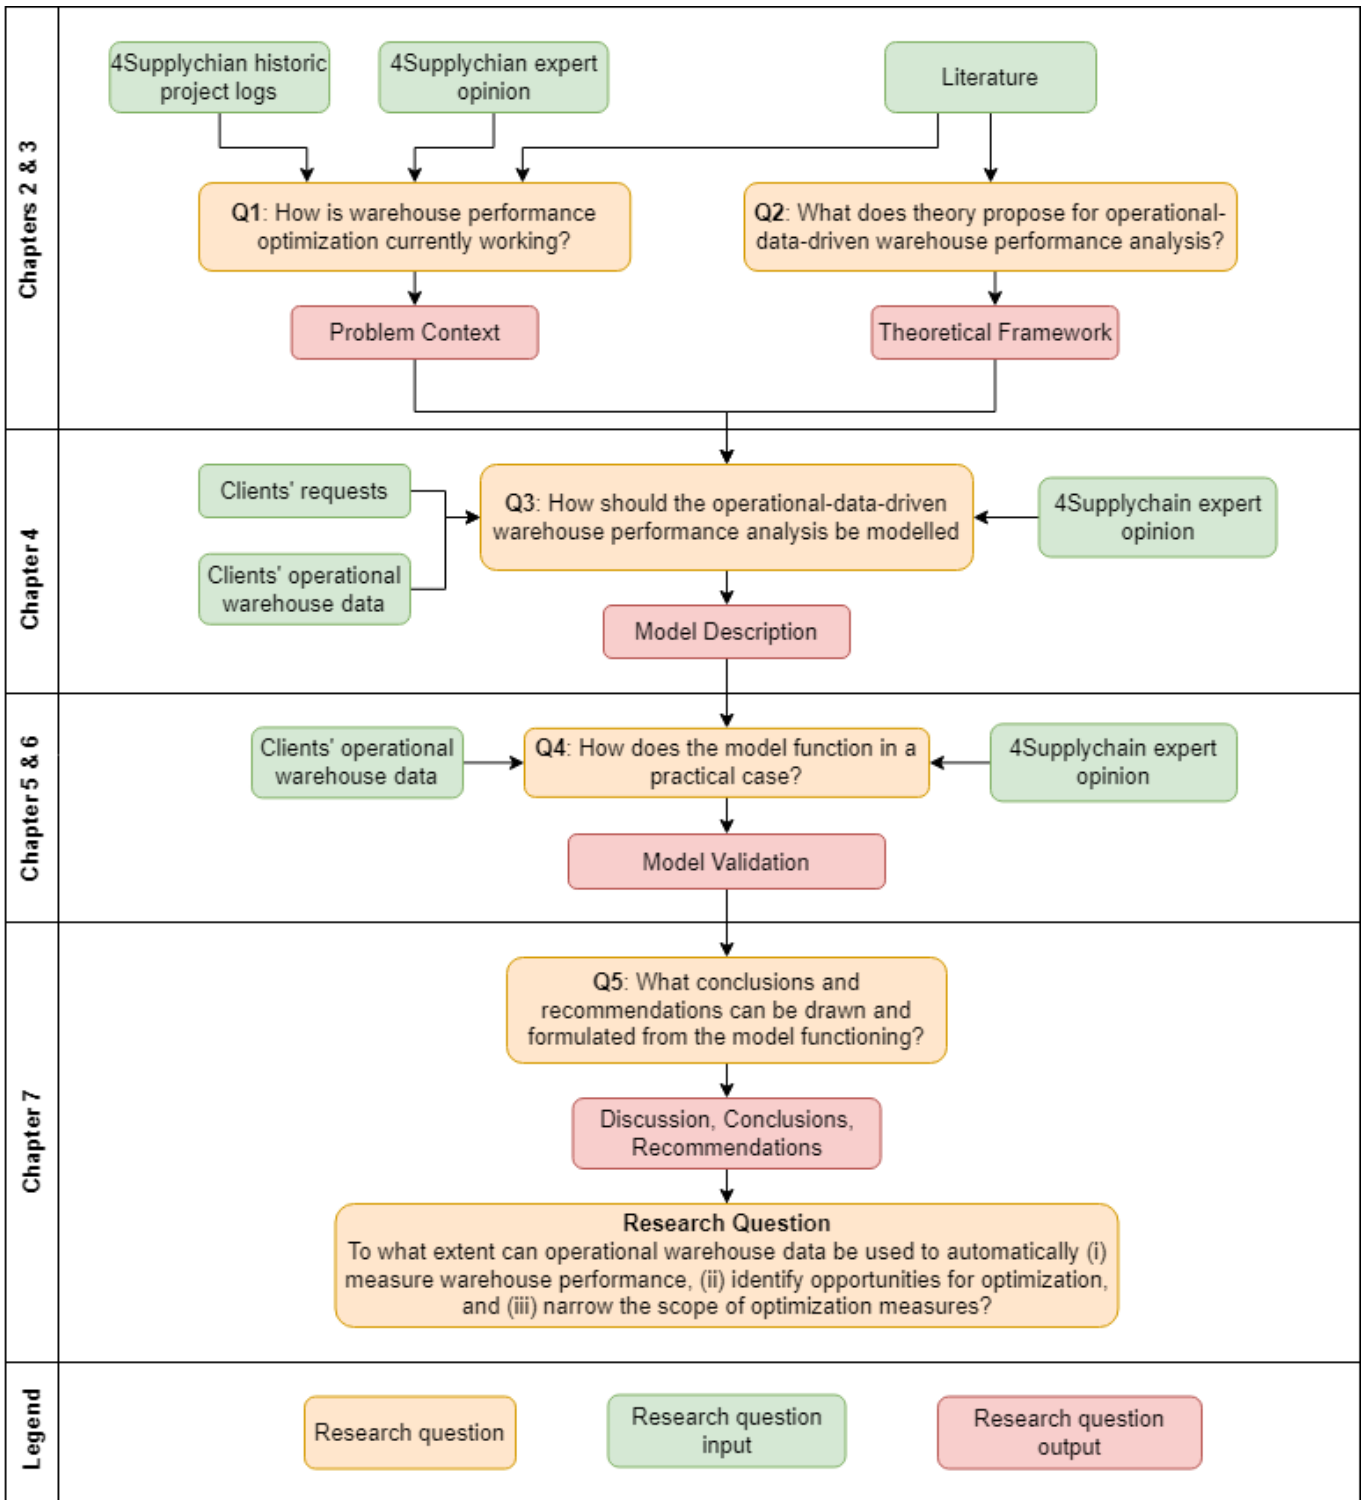 Chapters 2 & 3
4Supplychian historic
project logs
4Supplychian expert
opinion
Literature
Q1: How is warehouse performance
optimization currently working?
Q2: What does theory propose for operational-
data-driven warehouse performance analysis?
Problem Context
Theoretical Framework
Chapter 4
Clients' requests
Clients' operational
warehouse data
Q3: How should the operational-data-driven
warehouse performance analysis be modelled
4Supplychain expert
opinion
Model Description
Chapter 5 & 6
Clients' operational
warehouse data
Q4: How does the model function in a
practical case?
4Supplychain expert
opinion
Model Validation
Chapter 7
Q5: What conclusions and
recommendations can be drawn and
formulated from the model functioning?
Discussion, Conclusions,
Recommendations
Research Question
To what extent can operational warehouse data be used to automatically (i)
measure warehouse performance, (ii) identify opportunities for optimization,
and (iii) narrow the scope of optimization measures?
Legend
Research question
Research question
input
Research question
output